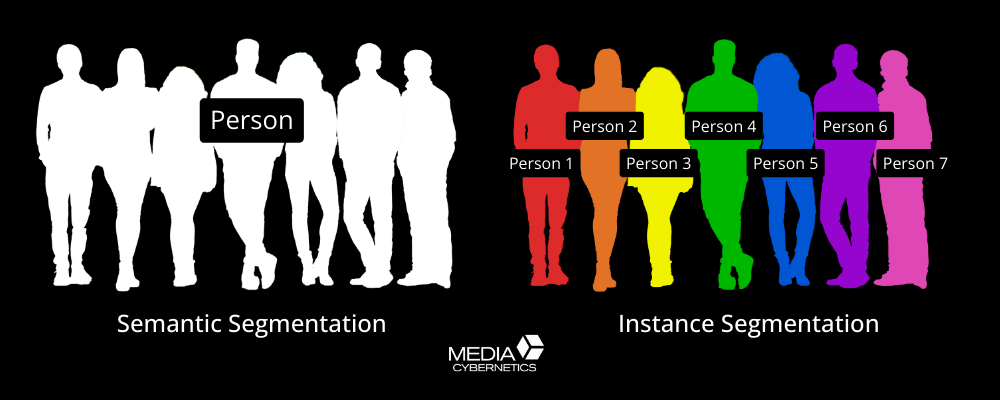 Person
Semantic Segmentation
Person 1
Person 2
Person 3
Person 4
Person 5
Person 6
Person 7
Instance Segmentation
MEDIA
CYBERNETICS